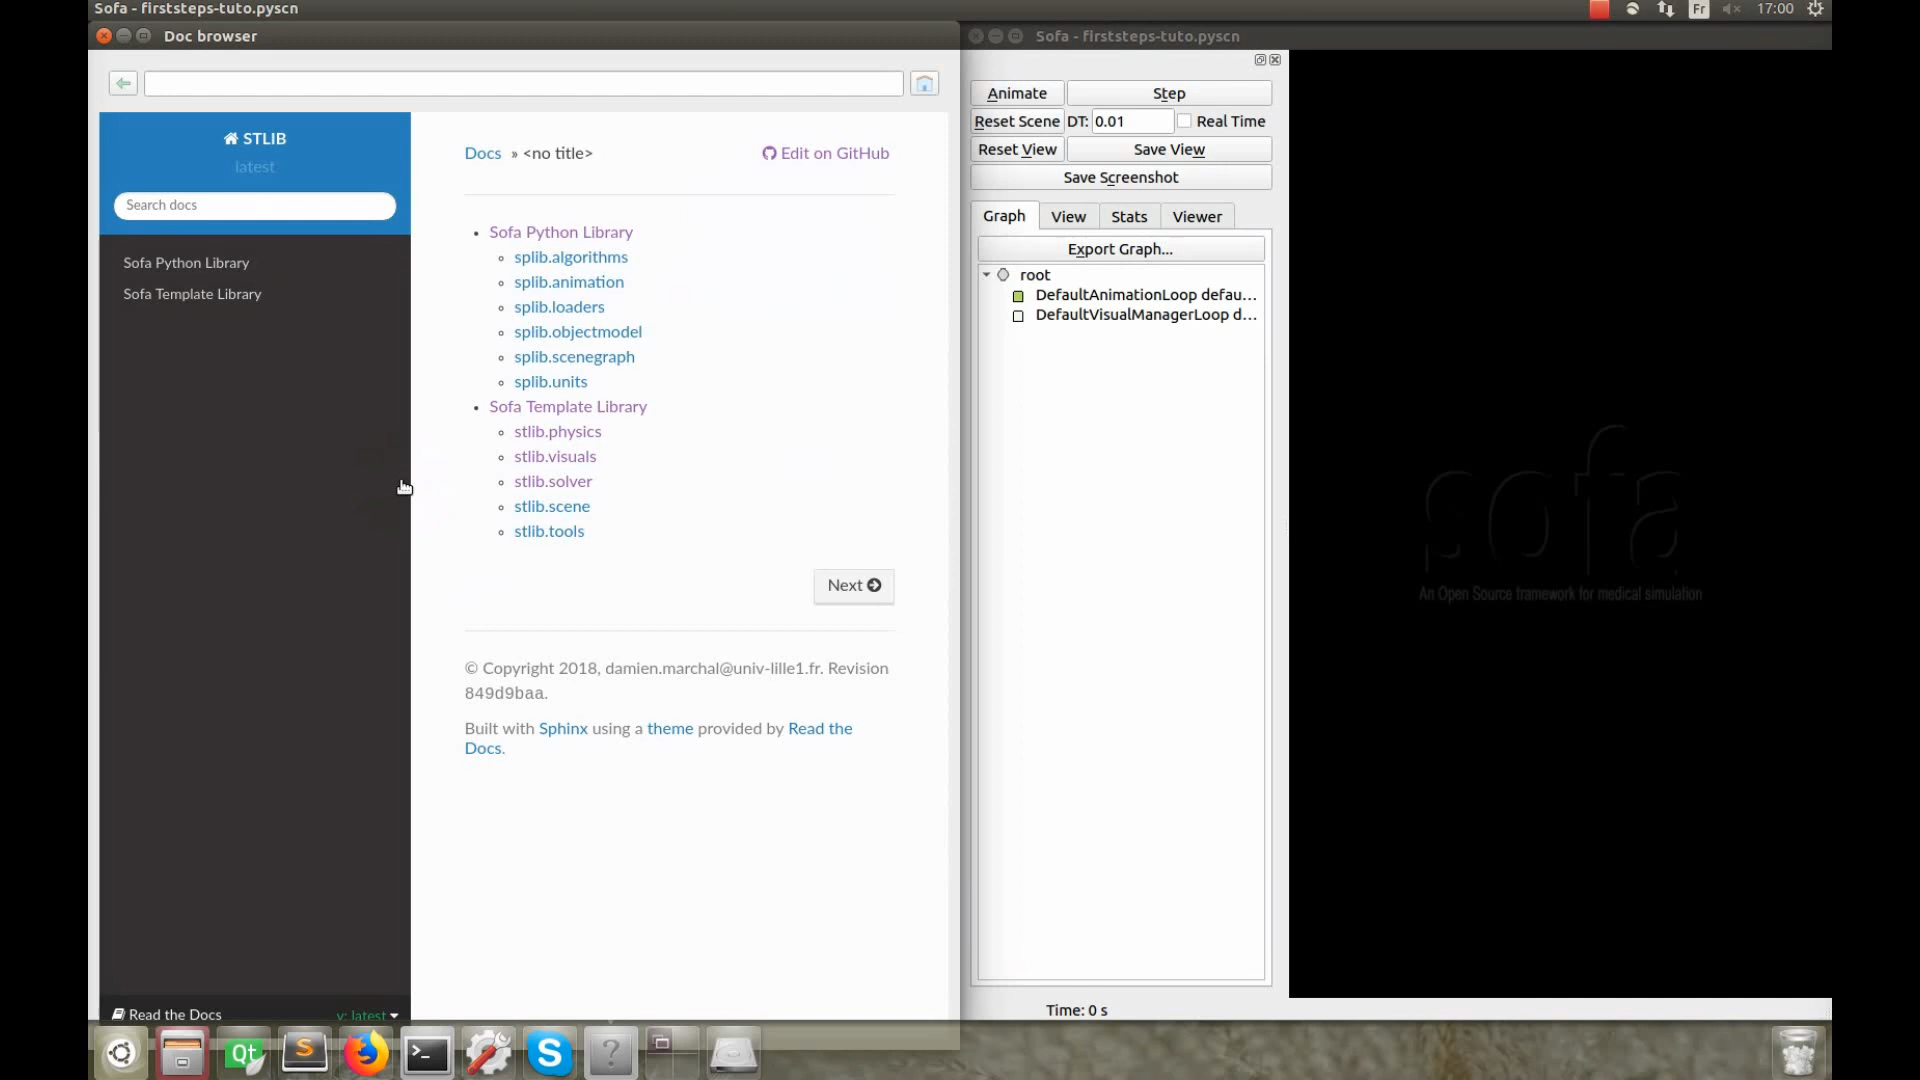 Sofa - firststeps-tuto.pyscn
Fr
17:00
Doc browser
Sofa - firststeps-tuto.pyscn
STLIB
latest
Search docs
Sofa Python Library
Sofa Template Library
Read the Docs
v: latest
Docs » <no title>
Edit on GitHub
Sofa Python Library
splib.algorithms
splib.animation
splib.loaders
splib.objectmodel
splib.scenegraph
splib.units
Sofa Template Library
stlib.physics
stlib.visuals
stlib.solver
stlib.scene
stlib.tools
Next
© Copyright 2018, damien.marchal@univ-lille1.fr. Revision
849d9baa.
Built with Sphinx using a theme provided by Read the
Docs.
Animate
Step
Reset Scene
DT: 0.01
Real Time
Reset View
Save View
Save Screenshot
Graph
View
Stats
Viewer
Export Graph...
root
DefaultAnimationLoop defau...
DefaultVisualManagerLoop d...
Time: 0 s
sofa
An Open Source framework for medical simulation
Qt
S
>_
S
?